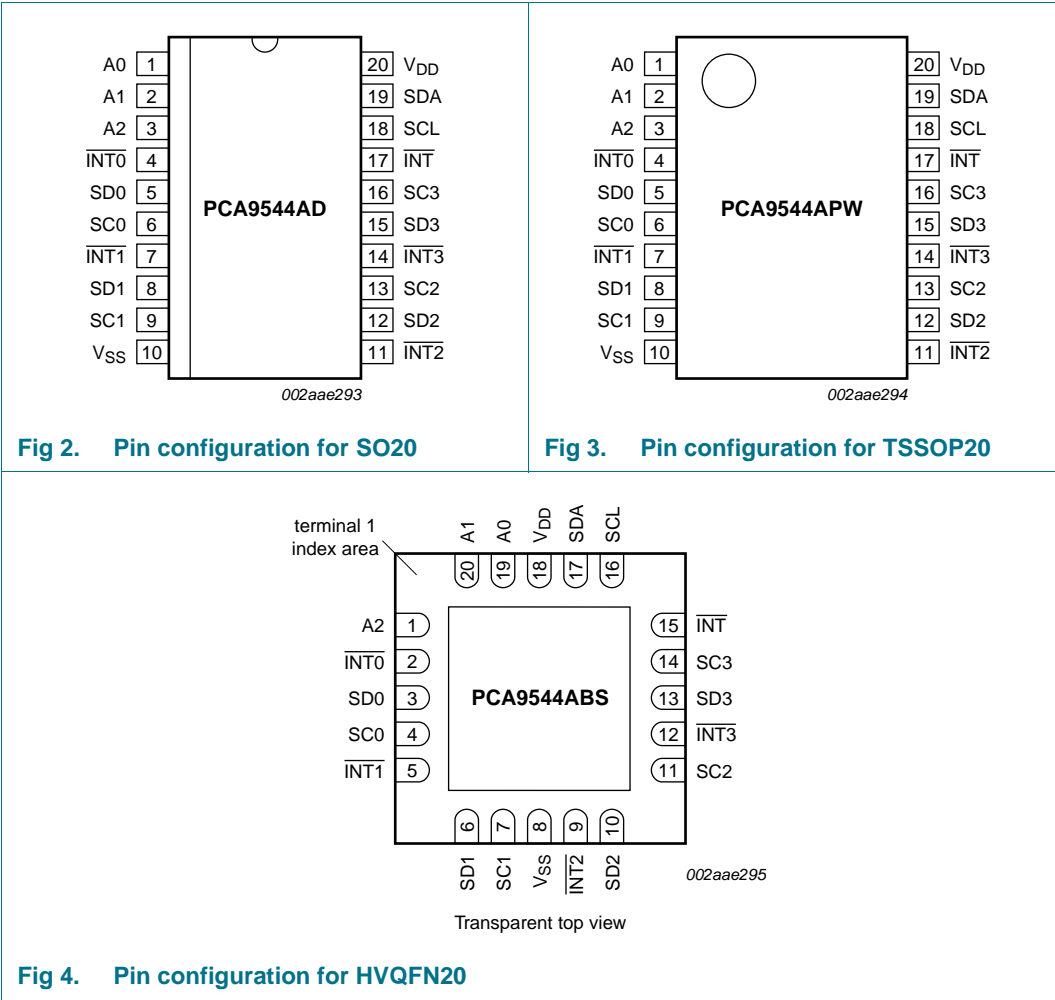 A0 1
A1 2
A2 3
INT0 4
SD0 5
SC0 6
INT1 7
SD1 8
SC1 9
VSS 10
PCA9544AD
20 VDD
19 SDA
18 SCL
17 INT
16 SC3
15 SD3
14 INT3
13 SC2
12 SD2
11 INT2
002aae293
Fig 2. Pin configuration for SO20
A0 1
A1 2
A2 3
INT0 4
SD0 5
SC0 6
INT1 7
SD1 8
SC1 9
VSS 10
PCA9544APW
20 VDD
19 SDA
18 SCL
17 INT
16 SC3
15 SD3
14 INT3
13 SC2
12 SD2
11 INT2
002aae294
Fig 3. Pin configuration for TSSOP20
terminal 1
index area
A1 A0 VDD SDA SCL
20 19 18 17 16
A2 1
INT0 2
SD0 3
SC0 4
INT1 5
PCA9544ABS
15 INT
14 SC3
13 SD3
12 INT3
11 SC2
6 7 8 9 10
SD1 SC1 VSS INT2 SD2
002aae295
Transparent top view
Fig 4. Pin configuration for HVQFN20